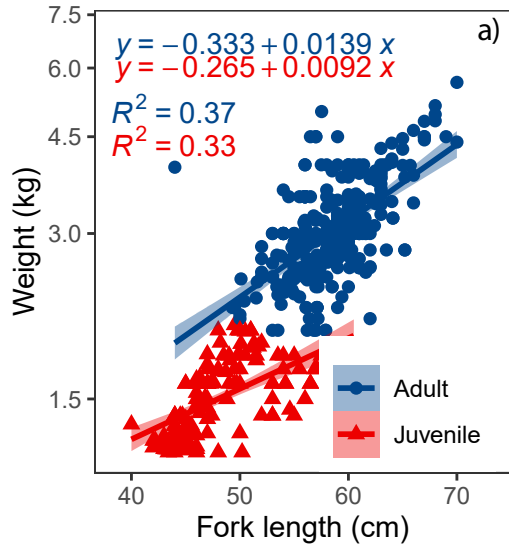 a)
y = −0.333 + 0.0139 x
y = −0.265 + 0.0092 x
R² = 0.37
R² = 0.33
Weight (kg)
7.5
6.0
4.5
3.0
1.5
Adult
Juvenile
40 50 60 70
Fork length (cm)